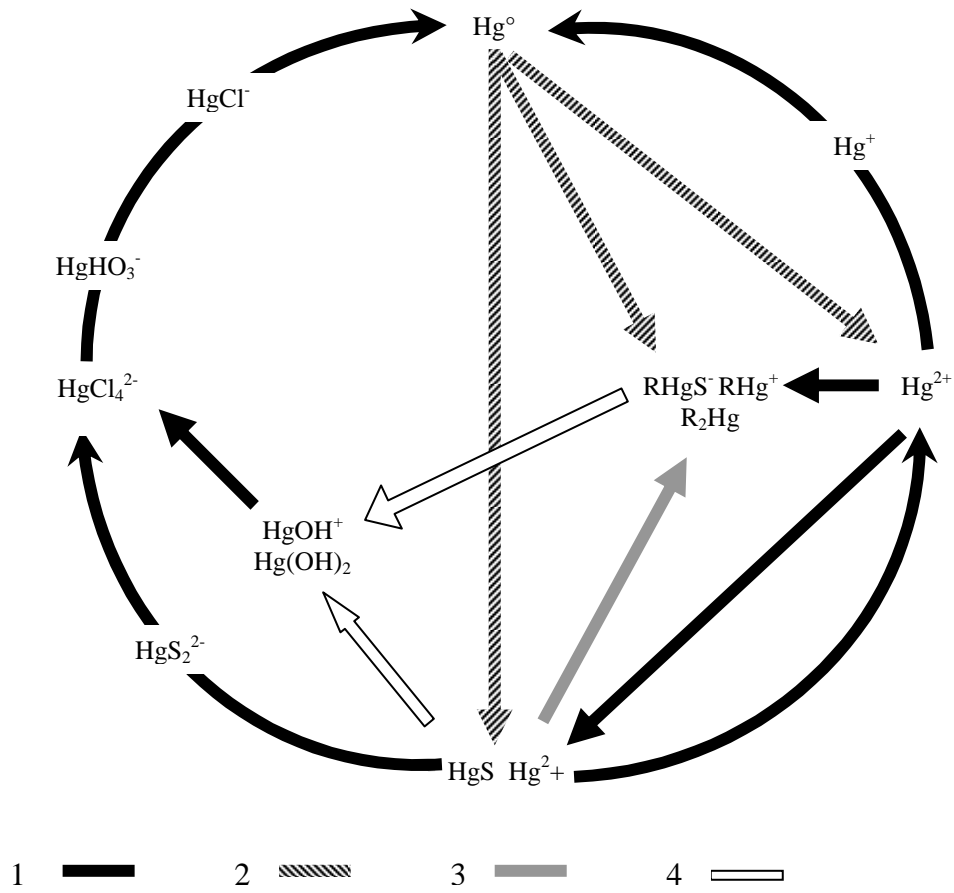 Hg°
HgCl⁻
Hg⁺
HgHO₃⁻
HgCl₄²⁻
RHgS⁻ RHg⁺
R₂Hg
Hg²⁺
HgOH⁺
Hg(OH)₂
HgS₂²⁻
HgS Hg²+
1 2 3 4